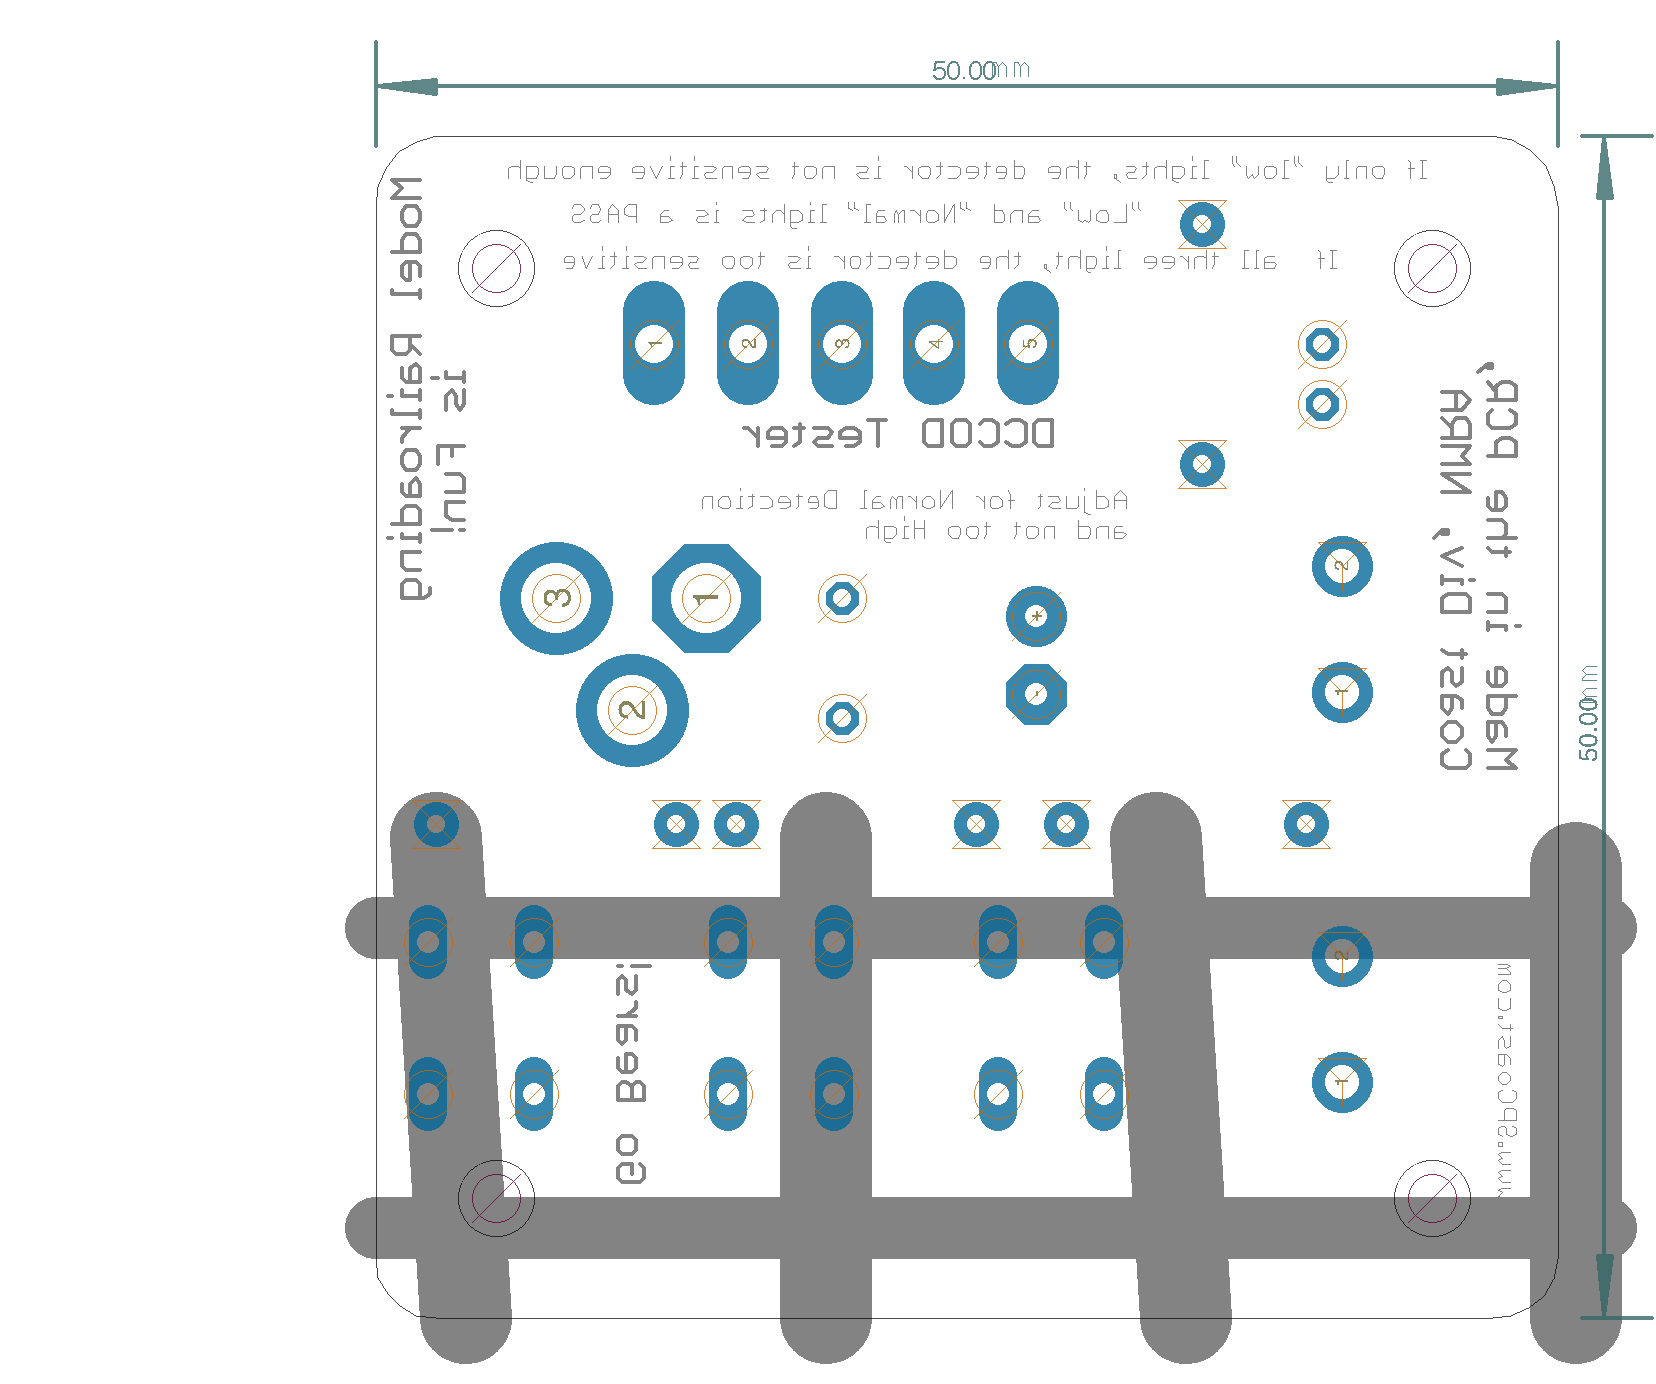 50.00mm
If only "low" lights, the detector is not sensitive enough
"Low" and "Normal" lights is a PASS
If all three light, the detector is too sensitive
1
2
3
4
5
DCCOD Tester
Model Railroading
is Fun!
Adjust for Normal Detection
and not too High
Made in the PCR,
Coast Div, NMRA
3
1
2
+
-
2
1
50.00mm
2
1
Go Bears!
www.SPCoast.com